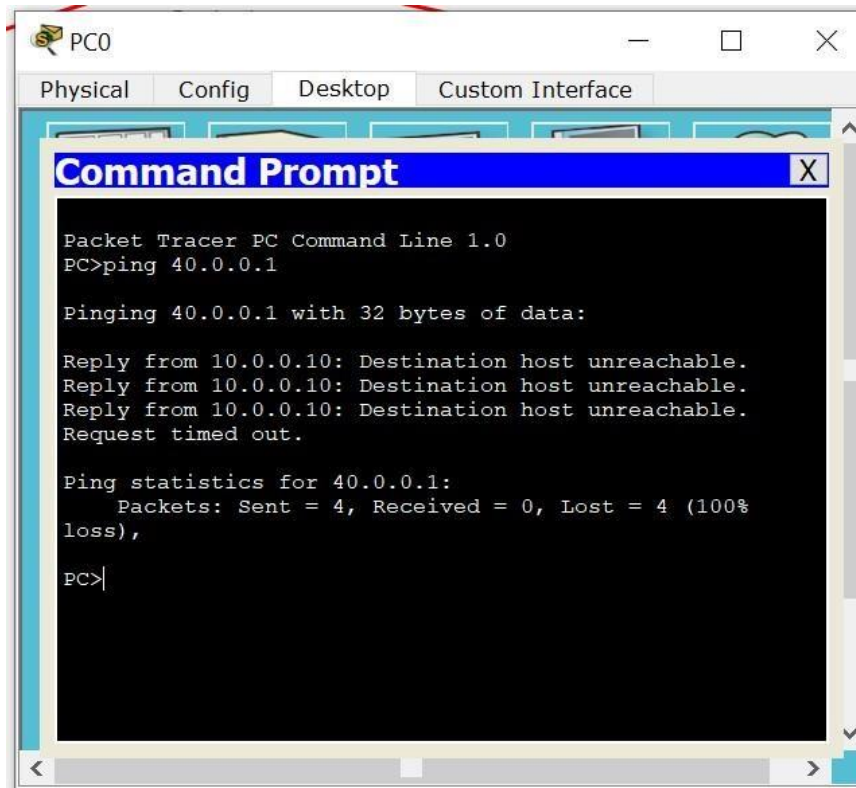 PC0
Physical Config Desktop Custom Interface
Command Prompt X
Packet Tracer PC Command Line 1.0
PC>ping 40.0.0.1
Pinging 40.0.0.1 with 32 bytes of data:
Reply from 10.0.0.10: Destination host unreachable.
Reply from 10.0.0.10: Destination host unreachable.
Reply from 10.0.0.10: Destination host unreachable.
Request timed out.
Ping statistics for 40.0.0.1:
Packets: Sent = 4, Received = 0, Lost = 4 (100%
loss),
PC>